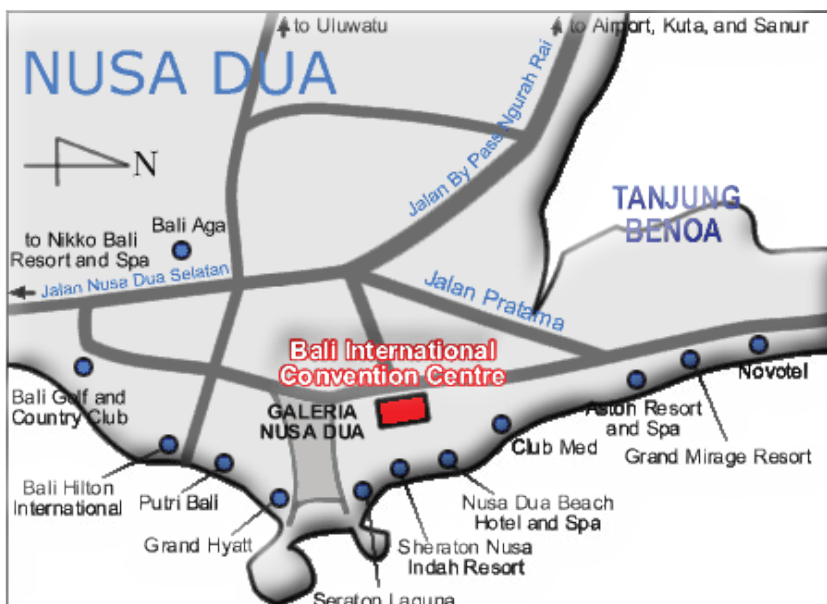 to Uluwatu
to Airport, Kuta, and Sanur
NUSA DUA
Jalan By Pass Ngurah Rai
N
TANJUNG
BENOA
Bali Aga
to Nikko Bali
Resort and Spa
Jalan Nusa Dua Selatan
Jalan Pratama
Bali International
Convention Centre
Novotel
Bali Golf and
Country Club
GALERIA
NUSA DUA
Aston Resort
and Spa
Grand Mirage Resort
Club Med
Bali Hilton
International
Putri Bali
Nusa Dua Beach
Hotel and Spa
Grand Hyatt
Sheraton Nusa
Indah Resort
Seraton Laguna